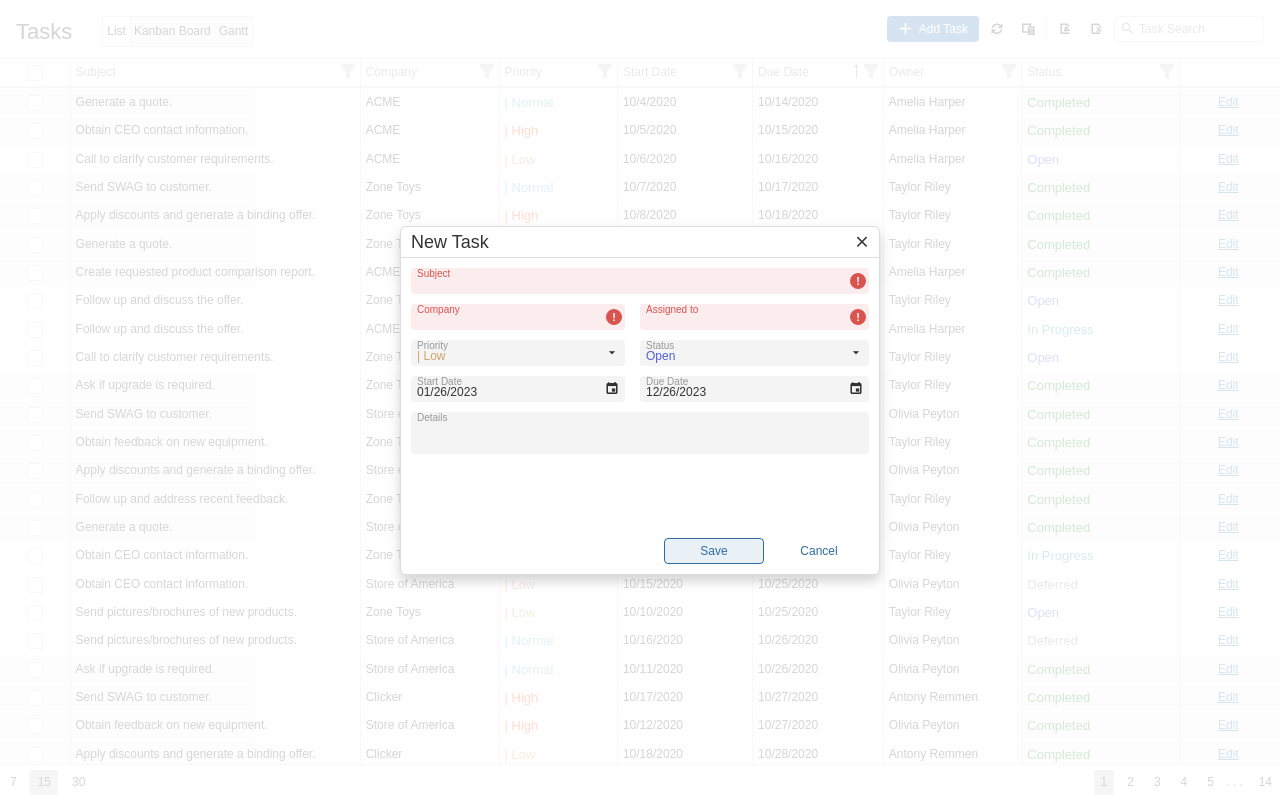 Tasks List Kanban Board Gantt Add Task Task Search
Subject Company Priority Start Date Due Date Owner Status
Generate a quote. ACME | Normal 10/4/2020 10/14/2020 Amelia Harper Completed Edit
Obtain CEO contact information. ACME | High 10/5/2020 10/15/2020 Amelia Harper Completed Edit
Call to clarify customer requirements. ACME | Low 10/6/2020 10/16/2020 Amelia Harper Open Edit
Send SWAG to customer. Zone Toys | Normal 10/7/2020 10/17/2020 Taylor Riley Completed Edit
Apply discounts and generate a binding offer. Zone Toys | High 10/8/2020 10/18/2020 Taylor Riley Completed Edit
Generate a quote. Zone Taylor Riley Completed Edit
Create requested product comparison report. ACME Amelia Harper Completed Edit
Follow up and discuss the offer. Zone Taylor Riley Open Edit
Follow up and discuss the offer. ACME Amelia Harper In Progress Edit
Call to clarify customer requirements. Zone Taylor Riley Open Edit
Ask if upgrade is required. Zone Taylor Riley Completed Edit
Send SWAG to customer. Store Olivia Peyton Completed Edit
Obtain feedback on new equipment. Zone Taylor Riley Completed Edit
Apply discounts and generate a binding offer. Store Olivia Peyton Completed Edit
Follow up and address recent feedback. Zone Taylor Riley Completed Edit
Generate a quote. Store Olivia Peyton Completed Edit
Obtain CEO contact information. Zone Taylor Riley In Progress Edit
Obtain CEO contact information. Store of America | Low 10/15/2020 10/25/2020 Olivia Peyton Deferred Edit
Send pictures/brochures of new products. Zone Toys | Low 10/10/2020 10/25/2020 Taylor Riley Open Edit
Send pictures/brochures of new products. Store of America | Normal 10/16/2020 10/26/2020 Olivia Peyton Deferred Edit
Ask if upgrade is required. Store of America | Normal 10/11/2020 10/26/2020 Olivia Peyton Completed Edit
Send SWAG to customer. Clicker | High 10/17/2020 10/27/2020 Antony Remmen Completed Edit
Obtain feedback on new equipment. Store of America | High 10/12/2020 10/27/2020 Olivia Peyton Completed Edit
Apply discounts and generate a binding offer. Clicker | Low 10/18/2020 10/28/2020 Antony Remmen Completed Edit
7 15 30 1 2 3 4 5 . . . 14
New Task
Subject
Company Assigned to
Priority Status
| Low Open
Start Date Due Date
01/26/2023 12/26/2023
Details
Save Cancel